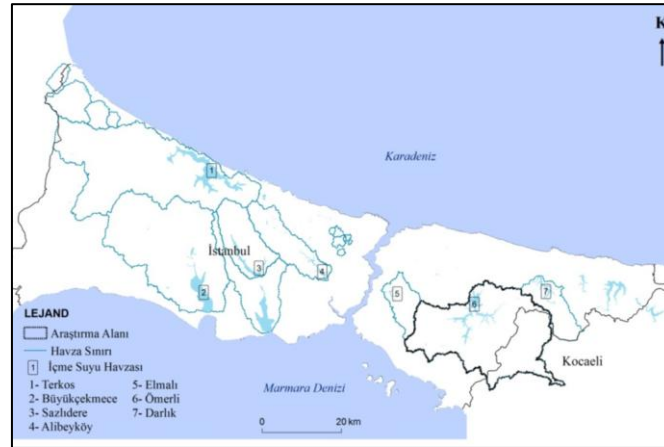 K
Karadeniz
1
İstanbul
3
4
2
5
6
7
Kocaeli
Marmara Denizi
LEJAND
Araştırma Alanı
Havza Sınırı
1 İçme Suyu Havzası
1- Terkos 5- Elmalı
2- Büyükçekmece 6- Ömerli
3- Sazlıdere 7- Darlık
4- Alibeyköy
0 20 km